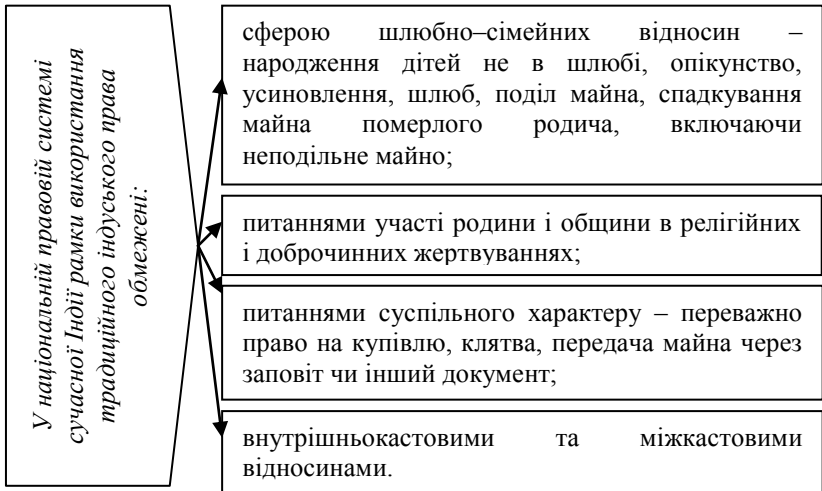 У національній правовій системі
сучасної Індії рамки використання
традиційного індуського права
обмежені:
сферою шлюбно–сімейних відносин –
народження дітей не в шлюбі, опікунство,
усиновлення, шлюб, поділ майна, спадкування
майна померлого родича, включаючи
неподільне майно;
питаннями участі родини і общини в релігійних
і доброчинних жертвуваннях;
питаннями суспільного характеру – переважно
право на купівлю, клятва, передача майна через
заповіт чи інший документ;
внутрішньокастовими та міжкастовими
відносинами.